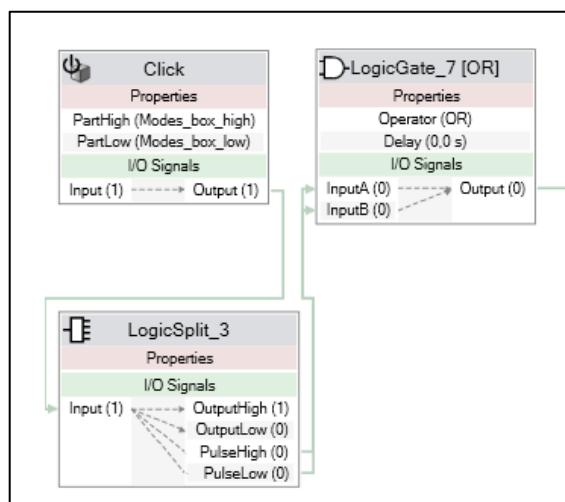 Click
Properties
PartHigh (Modes_box_high)
PartLow (Modes_box_low)
I/O Signals
Input (1) Output (1)
LogicGate_7 [OR]
Properties
Operator (OR)
Delay (0,0 s)
I/O Signals
InputA (0) Output (0)
InputB (0)
LogicSplit_3
Properties
I/O Signals
Input (1) OutputHigh (1)
OutputLow (0)
PulseHigh (0)
PulseLow (0)